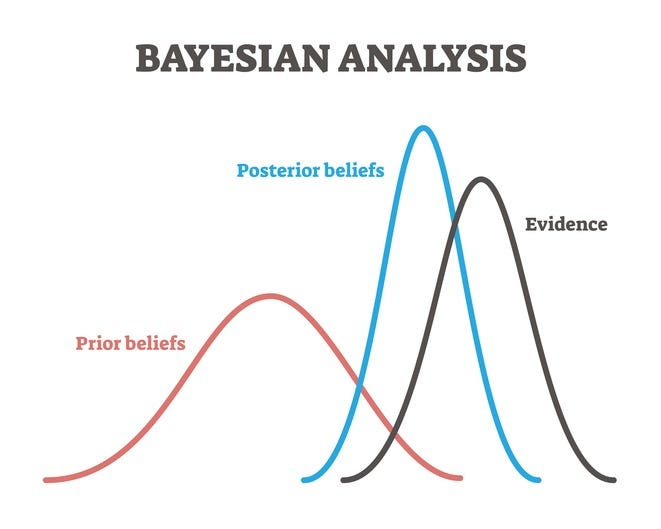 BAYESIAN ANALYSIS
Posterior beliefs
Evidence
Prior beliefs